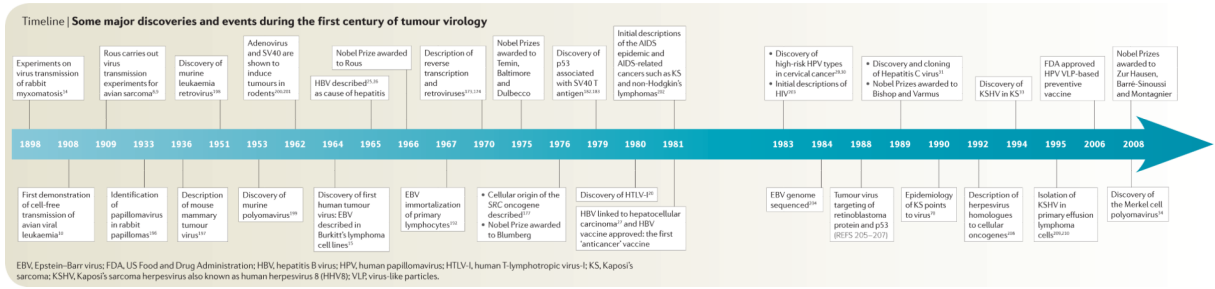 Timeline | Some major discoveries and events during the first century of tumour virology
Experiments on
virus transmission
of rabbit
myxomatosis
Rous carries out
virus
transmission
experiments for
avian sarcoma
Discovery of
murine
leukaemia
retrovirus
Adenovirus
and SV40 are
shown to
induce
tumours in
rodents
HBV described
as cause of hepatitis
Nobel Prize awarded
to Rous
Description of
reverse
transcription
and
retroviruses
Nobel Prizes
awarded to
Temin,
Baltimore
and
Dulbecco
Discovery of
p53
associated
with SV40 T
antigen
Initial descriptions
of the AIDS
epidemic and
AIDS-related
cancers such as KS
and non-Hodgkin's
lymphomas
• Discovery of
high-risk HPV types
in cervical cancer
• Initial descriptions of
HIV
• Discovery and cloning
of Hepatitis C virus
• Nobel Prizes awarded to
Bishop and Varmus
Discovery of
KSHV in KS
FDA approved
HPV VLP-based
preventive
vaccine
Nobel Prizes
awarded to
Zur Hausen,
Barré-Sinoussi
and Montagnier
1898 1908 1909 1933 1936 1951 1953 1962 1964 1965 1966 1967 1970 1975 1976 1979 1980 1981 1983 1984 1988 1989 1990 1992 1994 1995 2006 2008
First demonstration
of cell-free
transmission of
avian viral
leukaemia
Identification
of
papillomavirus
in rabbit
papillomas
Description
of mouse
mammary
tumour
virus
Discovery of
murine
polyomavirus
Discovery of first
human tumour
virus: EBV
described in
Burkitt's lymphoma
cell lines
EBV
immortalization
of primary
lymphocytes
• Cellular origin of the
SRC oncogene
described
• Nobel Prize awarded
to Blumberg
Discovery of HTLV-I
HBV linked to hepatocellular
carcinoma and HBV
vaccine approved: the first
'anticancer' vaccine
EBV genome
sequenced
Tumour virus
targeting of
retinoblastoma
protein and p53
(REFS 205–207)
Epidemiology
of KS points
to virus
Description of
herpesvirus
homologues
to cellular
oncogenes
Isolation of
KSHV in
primary effusion
lymphoma
cells
Discovery of
the Merkel cell
polyomavirus
EBV, Epstein–Barr virus; FDA, US Food and Drug Administration; HBV, hepatitis B virus; HPV, human papillomavirus; HTLV-I, human T-lymphotropic virus-I; KS, Kaposi's
sarcoma; KSHV, Kaposi's sarcoma herpesvirus also known as human herpesvirus 8 (HHV8); VLP, virus-like particles.